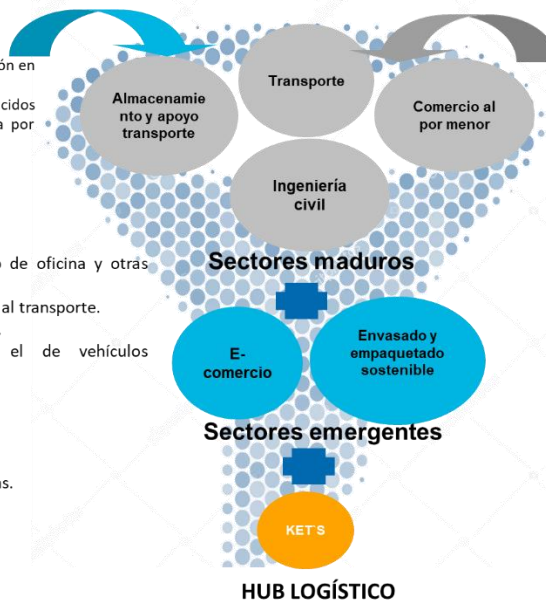 ón en
cidos
a por
o de oficina y otras
al transporte.
el de vehículos
as.
Transporte
Almacenamie
nto y apoyo
transporte
Comercio al
por menor
Ingeniería
civil
Sectores maduros
E-
comercio
Envasado y
empaquetado
sostenible
Sectores emergentes
KET'S
HUB LOGÍSTICO